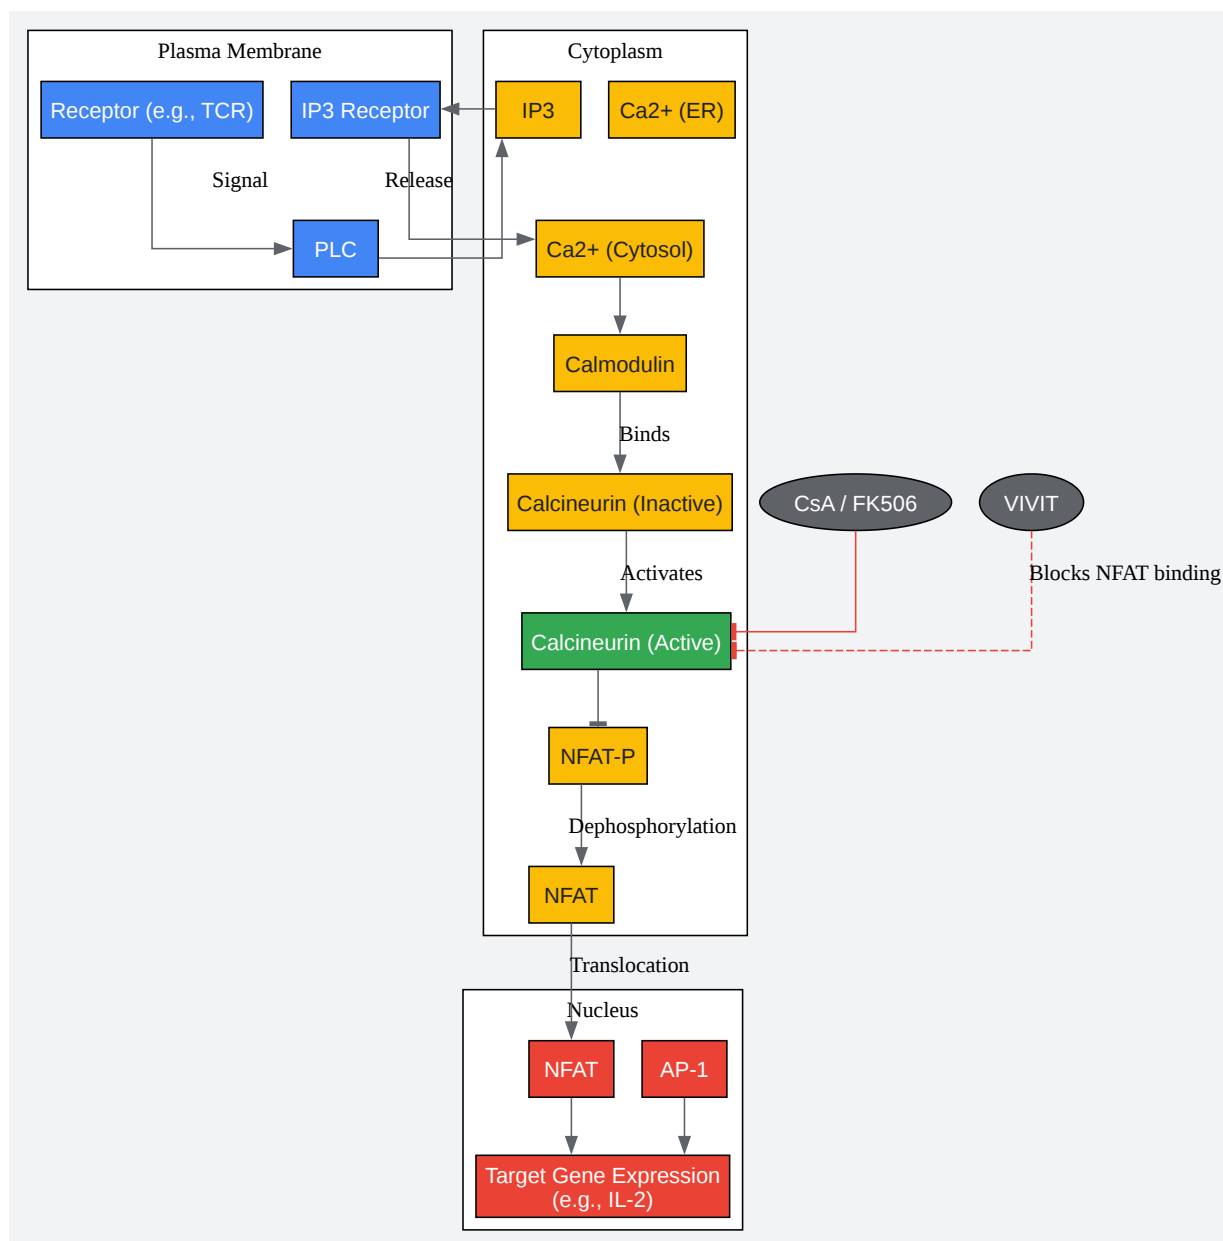 Plasma Membrane
Cytoplasm
Receptor (e.g., TCR)
IP3 Receptor
IP3
Ca2+ (ER)
Signal
Release
PLC
Ca2+ (Cytosol)
Calmodulin
Binds
Calcineurin (Inactive)
CsA / FK506
VIVIT
Activates
Blocks NFAT binding
Calcineurin (Active)
NFAT-P
Dephosphorylation
NFAT
Translocation
Nucleus
NFAT
AP-1
Target Gene Expression
(e.g., IL-2)